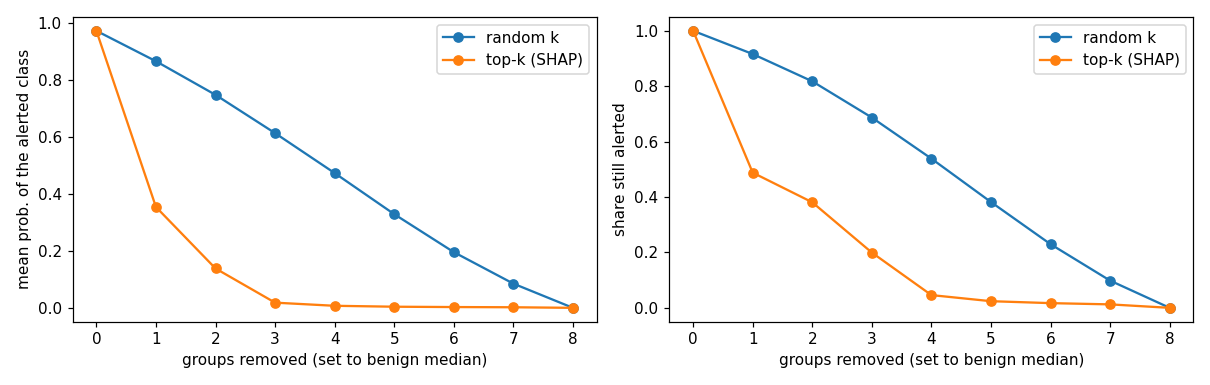 mean prob. of the alerted class
1.0
0.8
0.6
0.4
0.2
0.0
0 1 2 3 4 5 6 7 8
groups removed (set to benign median)
random k
top-k (SHAP)
share still alerted
1.0
0.8
0.6
0.4
0.2
0.0
0 1 2 3 4 5 6 7 8
groups removed (set to benign median)
random k
top-k (SHAP)